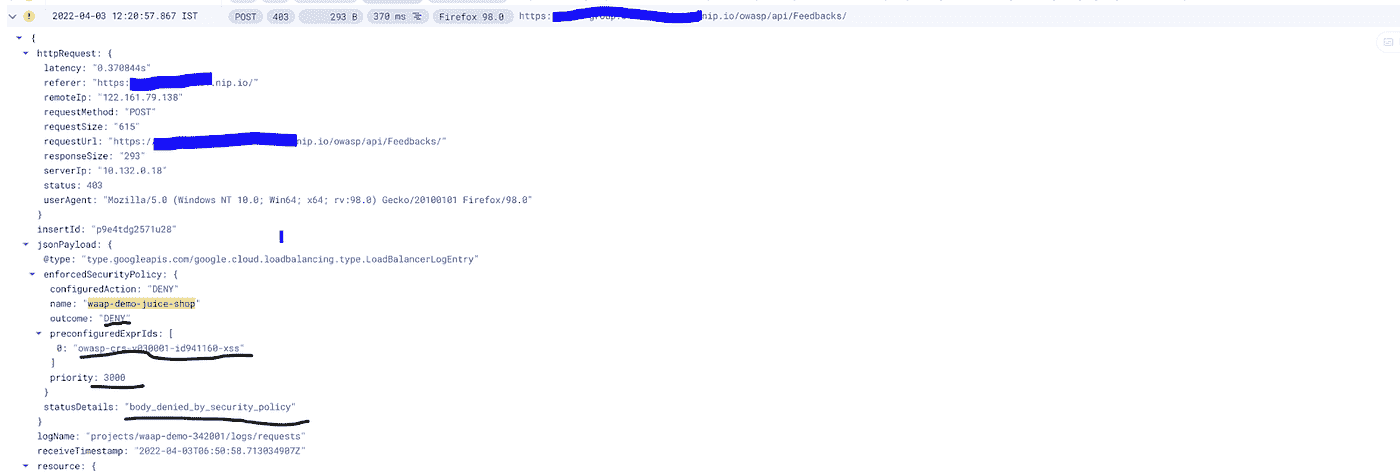 2022-04-03 12:20:57.867 IST POST 403 293 B 370 ms Firefox 98.0 https: nip.io/owasp/api/Feedbacks/
{
httpRequest: {
latency: "0.370844s"
referer: "https: .nip.io/"
remoteIp: "122.161.79.138"
requestMethod: "POST"
requestSize: "615"
requestUrl: "https:// nip.io/owasp/api/Feedbacks/"
responseSize: "293"
serverIp: "10.132.0.18"
status: 403
userAgent: "Mozilla/5.0 (Windows NT 10.0; Win64; x64; rv:98.0) Gecko/20100101 Firefox/98.0"
}
insertId: "p9e4tdg2571u28"
jsonPayload: {
@type: "type.googleapis.com/google.cloud.loadbalancing.type.LoadBalancerLogEntry"
enforcedSecurityPolicy: {
configuredAction: "DENY"
name: "waap-demo-juice-shop"
outcome: "DENY"
preconfiguredExprIds: [
0: "owasp-crs-v030001-id941160-xss"
]
priority: 3000
}
statusDetails: "body_denied_by_security_policy"
}
logName: "projects/waap-demo-342001/logs/requests"
receiveTimestamp: "2022-04-03T06:50:58.713034907Z"
resource: {